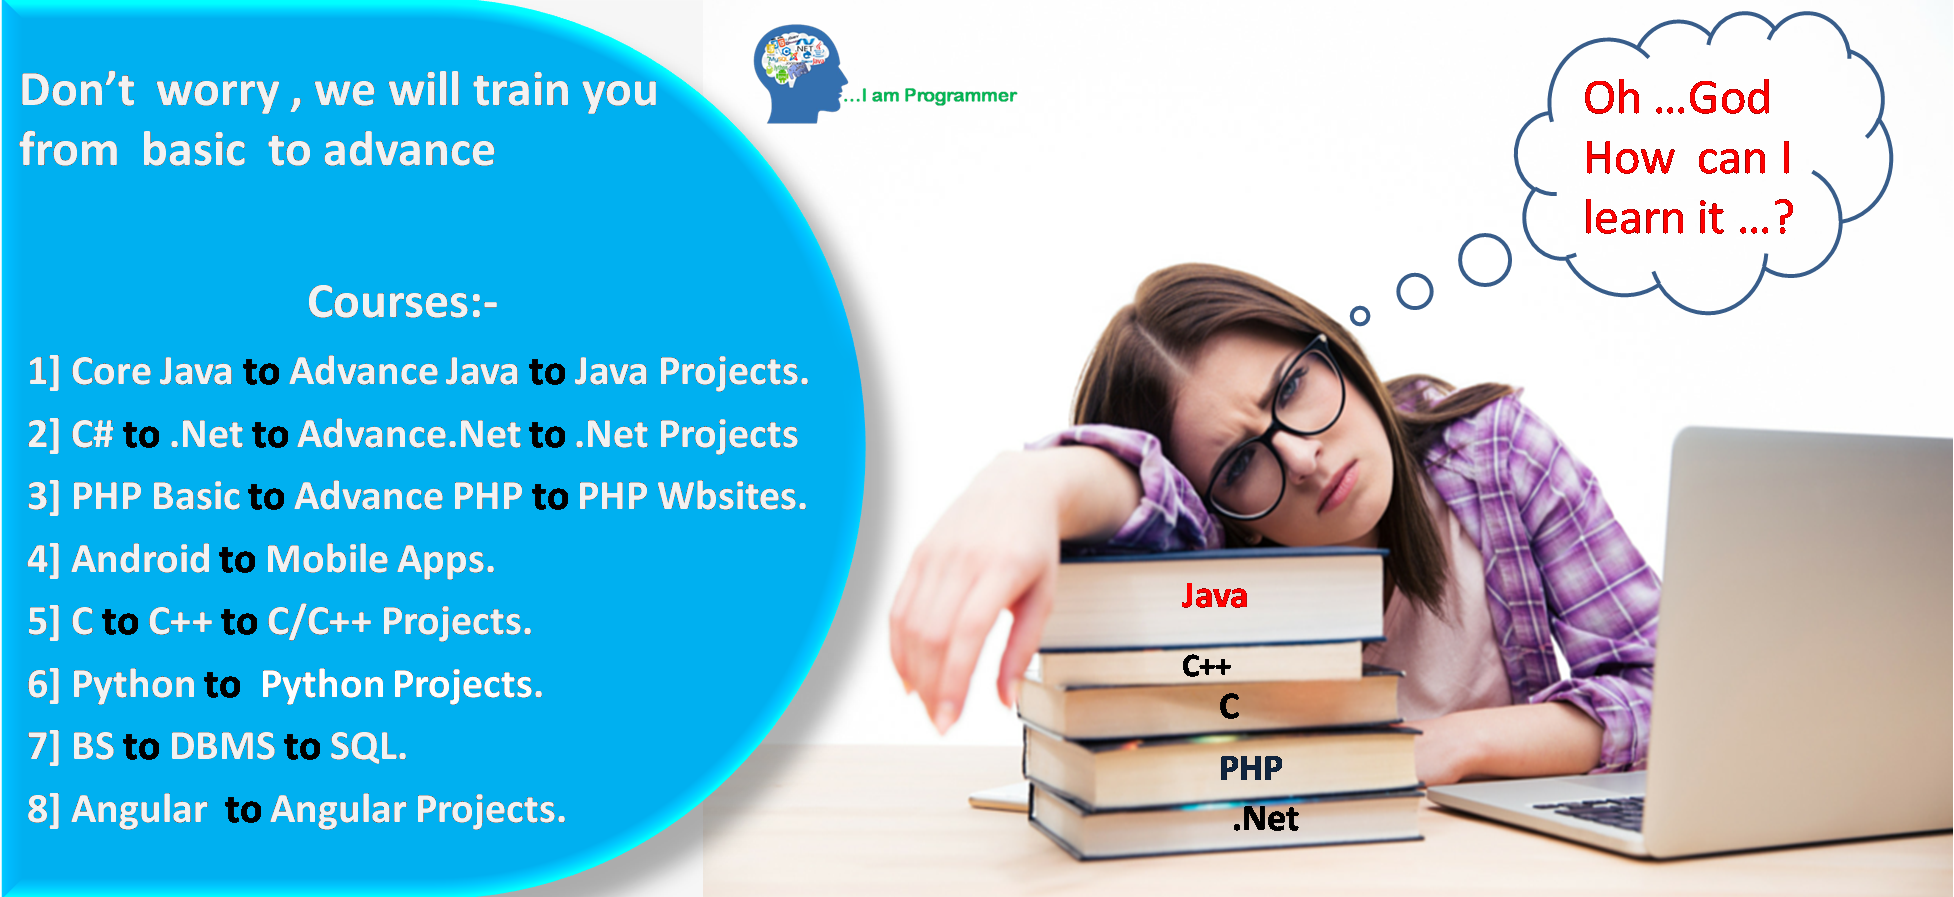 Don’t worry , we will train you
from basic to advance
Courses:-
1] Core Java to Advance Java to Java Projects.
2] C# to .Net to Advance.Net to .Net Projects
3] PHP Basic to Advance PHP to PHP Wbsites.
4] Android to Mobile Apps.
5] C to C++ to C/C++ Projects.
6] Python to Python Projects.
7] BS to DBMS to SQL.
8] Angular to Angular Projects.
.NET
MySQL
Java
...I am Programmer
Oh ...God
How can I
learn it ...?
Java
C++
C
PHP
.Net